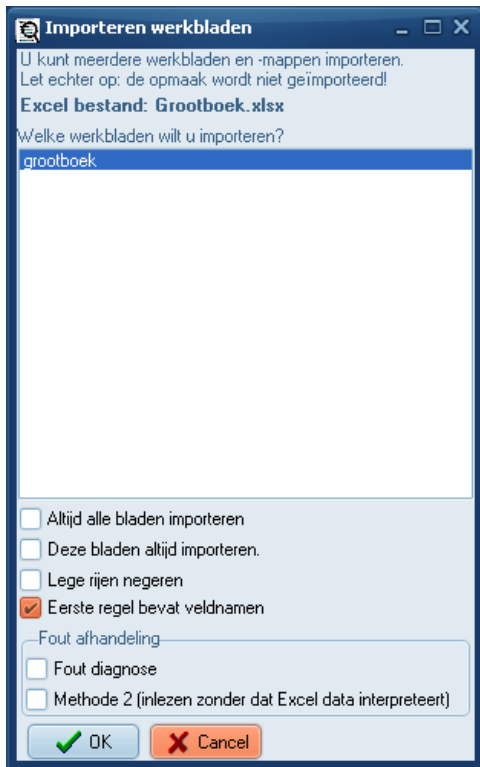 Importeren werkbladen
U kunt meerdere werkbladen en -mappen importeren.
Let echter op: de opmaak wordt niet geïmporteerd!
Excel bestand: Grootboek.xlsx
Welke werkbladen wilt u importeren?
grootboek
Altijd alle bladen importeren
Deze bladen altijd importeren.
Lege rijen negeren
Eerste regel bevat veldnamen
Fout afhandeling
Fout diagnose
Methode 2 (inlezen zonder dat Excel data interpreteert)
OK
Cancel